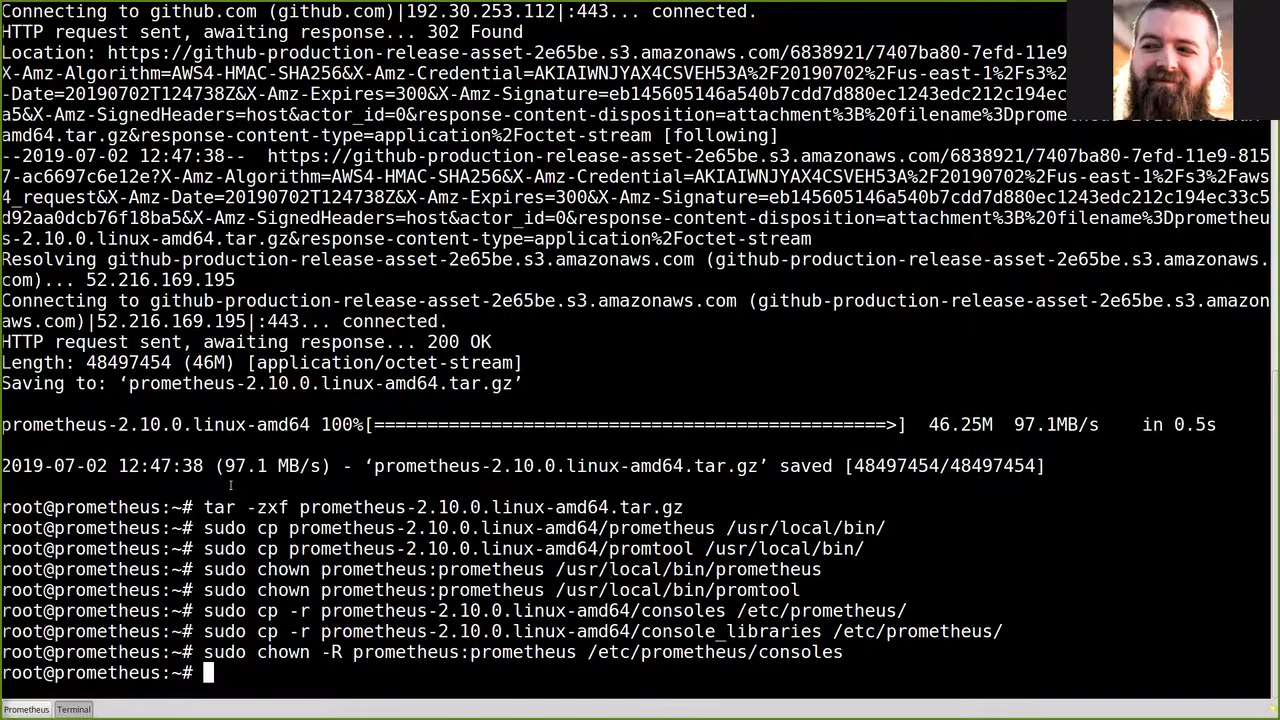 Connecting to github.com (github.com)|192.30.253.112|:443... connected.
HTTP request sent, awaiting response... 302 Found
Location: https://github-production-release-asset-2e65be.s3.amazonaws.com/6838921/7407ba80-7efd-11e9
X-Amz-Algorithm=AWS4-HMAC-SHA256&X-Amz-Credential=AKIAIWNJYAX4CSVEH53A%2F20190702%2Fus-east-1%2Fs3%2
-Date=20190702T124738Z&X-Amz-Expires=300&X-Amz-Signature=eb145605146a540b7cdd7d880ec1243edc212c194ec
a5&X-Amz-SignedHeaders=host&actor_id=0&response-content-disposition=attachment%3B%20filename%3Dprome
amd64.tar.gz&response-content-type=application%2Foctet-stream [following]
--2019-07-02 12:47:38--  https://github-production-release-asset-2e65be.s3.amazonaws.com/6838921/7407ba80-7efd-11e9-815
7-ac6697c6e12e?X-Amz-Algorithm=AWS4-HMAC-SHA256&X-Amz-Credential=AKIAIWNJYAX4CSVEH53A%2F20190702%2Fus-east-1%2Fs3%2Faws
4_request&X-Amz-Date=20190702T124738Z&X-Amz-Expires=300&X-Amz-Signature=eb145605146a540b7cdd7d880ec1243edc212c194ec33c5
d92aa0dcb76f18ba5&X-Amz-SignedHeaders=host&actor_id=0&response-content-disposition=attachment%3B%20filename%3Dprometheu
s-2.10.0.linux-amd64.tar.gz&response-content-type=application%2Foctet-stream
Resolving github-production-release-asset-2e65be.s3.amazonaws.com (github-production-release-asset-2e65be.s3.amazonaws.
com)... 52.216.169.195
Connecting to github-production-release-asset-2e65be.s3.amazonaws.com (github-production-release-asset-2e65be.s3.amazon
aws.com)|52.216.169.195|:443... connected.
HTTP request sent, awaiting response... 200 OK
Length: 48497454 (46M) [application/octet-stream]
Saving to: ‘prometheus-2.10.0.linux-amd64.tar.gz’
prometheus-2.10.0.linux-amd64 100%[================================================>]  46.25M  97.1MB/s    in 0.5s
2019-07-02 12:47:38 (97.1 MB/s) - ‘prometheus-2.10.0.linux-amd64.tar.gz’ saved [48497454/48497454]
root@prometheus:~# tar -zxf prometheus-2.10.0.linux-amd64.tar.gz
root@prometheus:~# sudo cp prometheus-2.10.0.linux-amd64/prometheus /usr/local/bin/
root@prometheus:~# sudo cp prometheus-2.10.0.linux-amd64/promtool /usr/local/bin/
root@prometheus:~# sudo chown prometheus:prometheus /usr/local/bin/prometheus
root@prometheus:~# sudo chown prometheus:prometheus /usr/local/bin/promtool
root@prometheus:~# sudo cp -r prometheus-2.10.0.linux-amd64/consoles /etc/prometheus/
root@prometheus:~# sudo cp -r prometheus-2.10.0.linux-amd64/console_libraries /etc/prometheus/
root@prometheus:~# sudo chown -R prometheus:prometheus /etc/prometheus/consoles
root@prometheus:~#
Prometheus Terminal